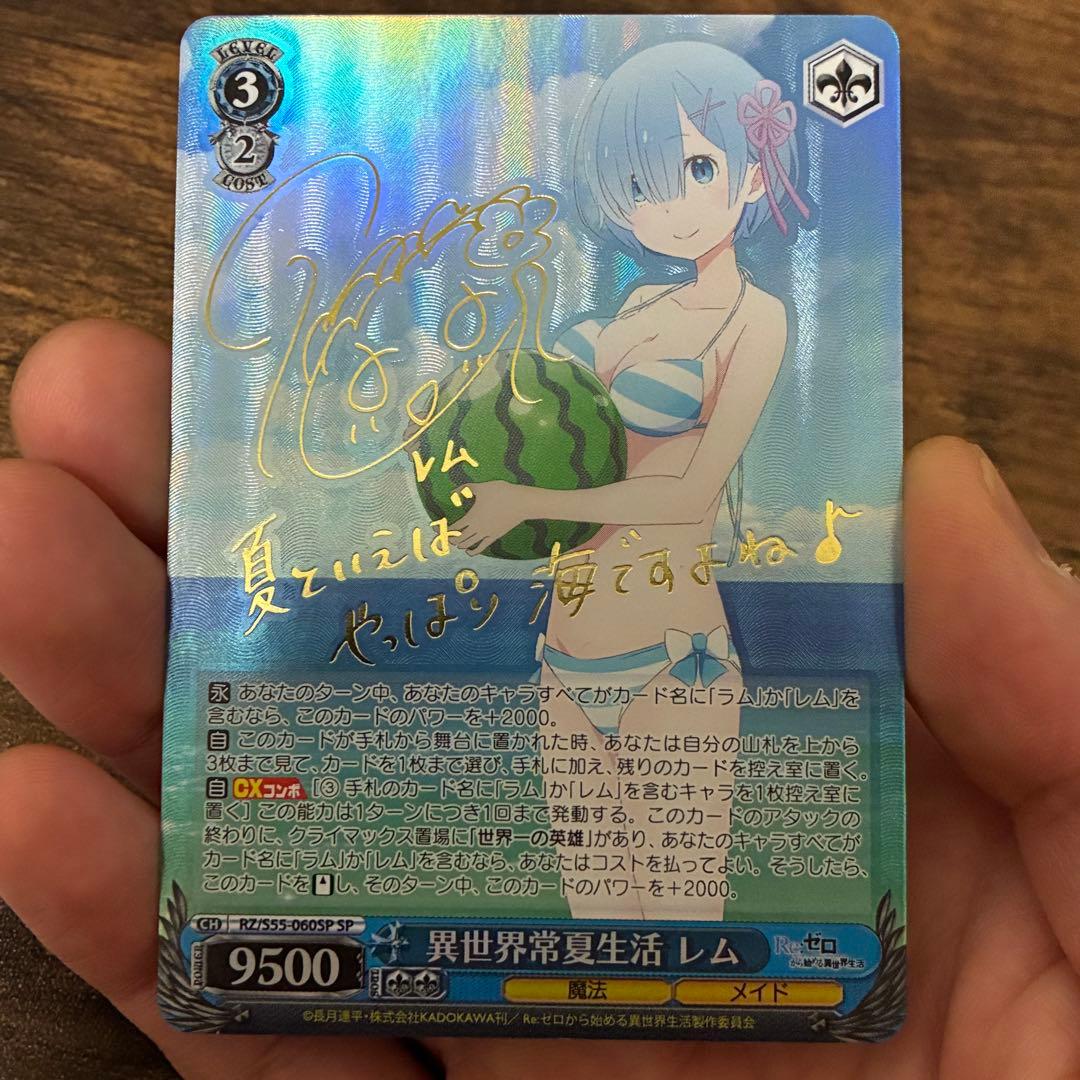 LEVEL
3
2
COST
レム
夏といえば
やっぱり 海ですよね♪
永 あなたのターン中、あなたのキャラすべてがカード名に「ラム」か「レム」を
含むなら、このカードのパワーを+2000。
自 このカードが手札から舞台に置かれた時、あなたは自分の山札を上から
3枚まで見て、カードを1枚まで選び、手札に加え、残りのカードを控え室に置く。
自 CXコンボ [③ 手札のカード名に「ラム」か「レム」を含むキャラを1枚控え室に
置く] この能力は1ターンにつき1回まで発動する。このカードのアタックの
終わりに、クライマックス置場に「世界一の英雄」があり、あなたのキャラすべてが
カード名に「ラム」か「レム」を含むなら、あなたはコストを払ってよい。そうしたら、
このカードをし、そのターン中、このカードのパワーを+2000。
CH RZ/S55-060SP SP
POWER 9500 SOUL 異世界常夏生活 レム
Re:ゼロ
から始める異世界生活
魔法 メイド
©長月達平・株式会社KADOKAWA刊／Re:ゼロから始める異世界生活製作委員会